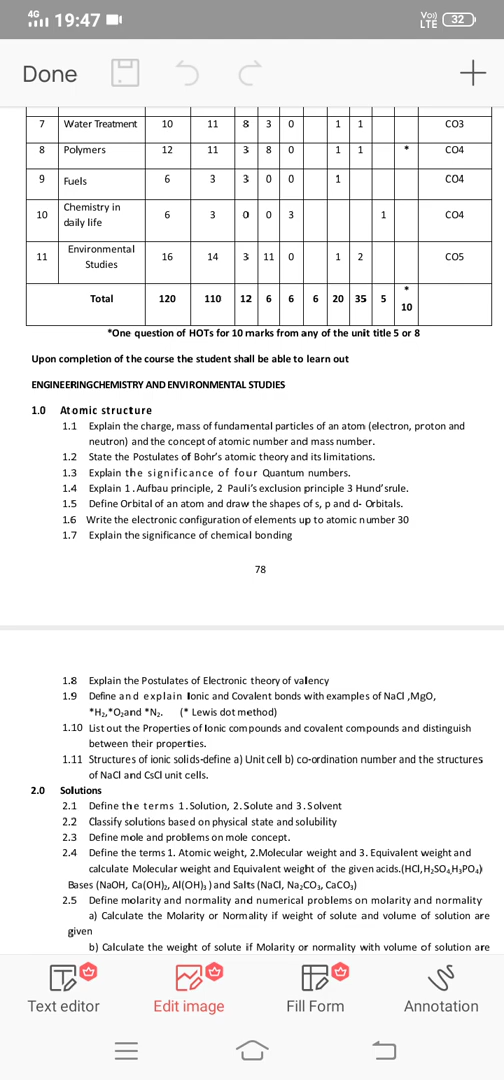 4G 19:47 Vo)) LTE 32
Done
7 Water Treatment 10 11 8 3 0 1 1 CO3
8 Polymers 12 11 3 8 0 1 1 * CO4
9 Fuels 6 3 3 0 0 1 CO4
10 Chemistry in daily life 6 3 0 0 3 1 CO4
11 Environmental Studies 16 14 3 11 0 1 2 CO5
Total 120 110 12 6 6 6 20 35 5 * 10
*One question of HOTs for 10 marks from any of the unit title 5 or 8
Upon completion of the course the student shall be able to learn out
ENGINEERINGCHEMISTRY AND ENVIRONMENTAL STUDIES
1.0 Atomic structure
1.1 Explain the charge, mass of fundamental particles of an atom (electron, proton and
neutron) and the concept of atomic number and mass number.
1.2 State the Postulates of Bohr's atomic theory and its limitations.
1.3 Explain the significance of four Quantum numbers.
1.4 Explain 1.Aufbau principle, 2 Pauli's exclusion principle 3 Hund'srule.
1.5 Define Orbital of an atom and draw the shapes of s, p and d- Orbitals.
1.6 Write the electronic configuration of elements up to atomic number 30
1.7 Explain the significance of chemical bonding
78
1.8 Explain the Postulates of Electronic theory of valency
1.9 Define and explain Ionic and Covalent bonds with examples of NaCl ,MgO,
*H₂,*O₂and *N₂. (* Lewis dot method)
1.10 List out the Properties of Ionic compounds and covalent compounds and distinguish
between their properties.
1.11 Structures of ionic solids-define a) Unit cell b) co-ordination number and the structures
of NaCl and CsCl unit cells.
2.0 Solutions
2.1 Define the terms 1.Solution, 2.Solute and 3.Solvent
2.2 Classify solutions based on physical state and solubility
2.3 Define mole and problems on mole concept.
2.4 Define the terms 1. Atomic weight, 2.Molecular weight and 3. Equivalent weight and
calculate Molecular weight and Equivalent weight of the given acids.(HCl,H₂SO₄,H₃PO₄)
Bases (NaOH, Ca(OH)₂, Al(OH)₃ ) and Salts (NaCl, Na₂CO₃, CaCO₃)
2.5 Define molarity and normality and numerical problems on molarity and normality
a) Calculate the Molarity or Normality if weight of solute and volume of solution are
given
b) Calculate the weight of solute if Molarity or normality with volume of solution are
Text editor Edit image Fill Form Annotation